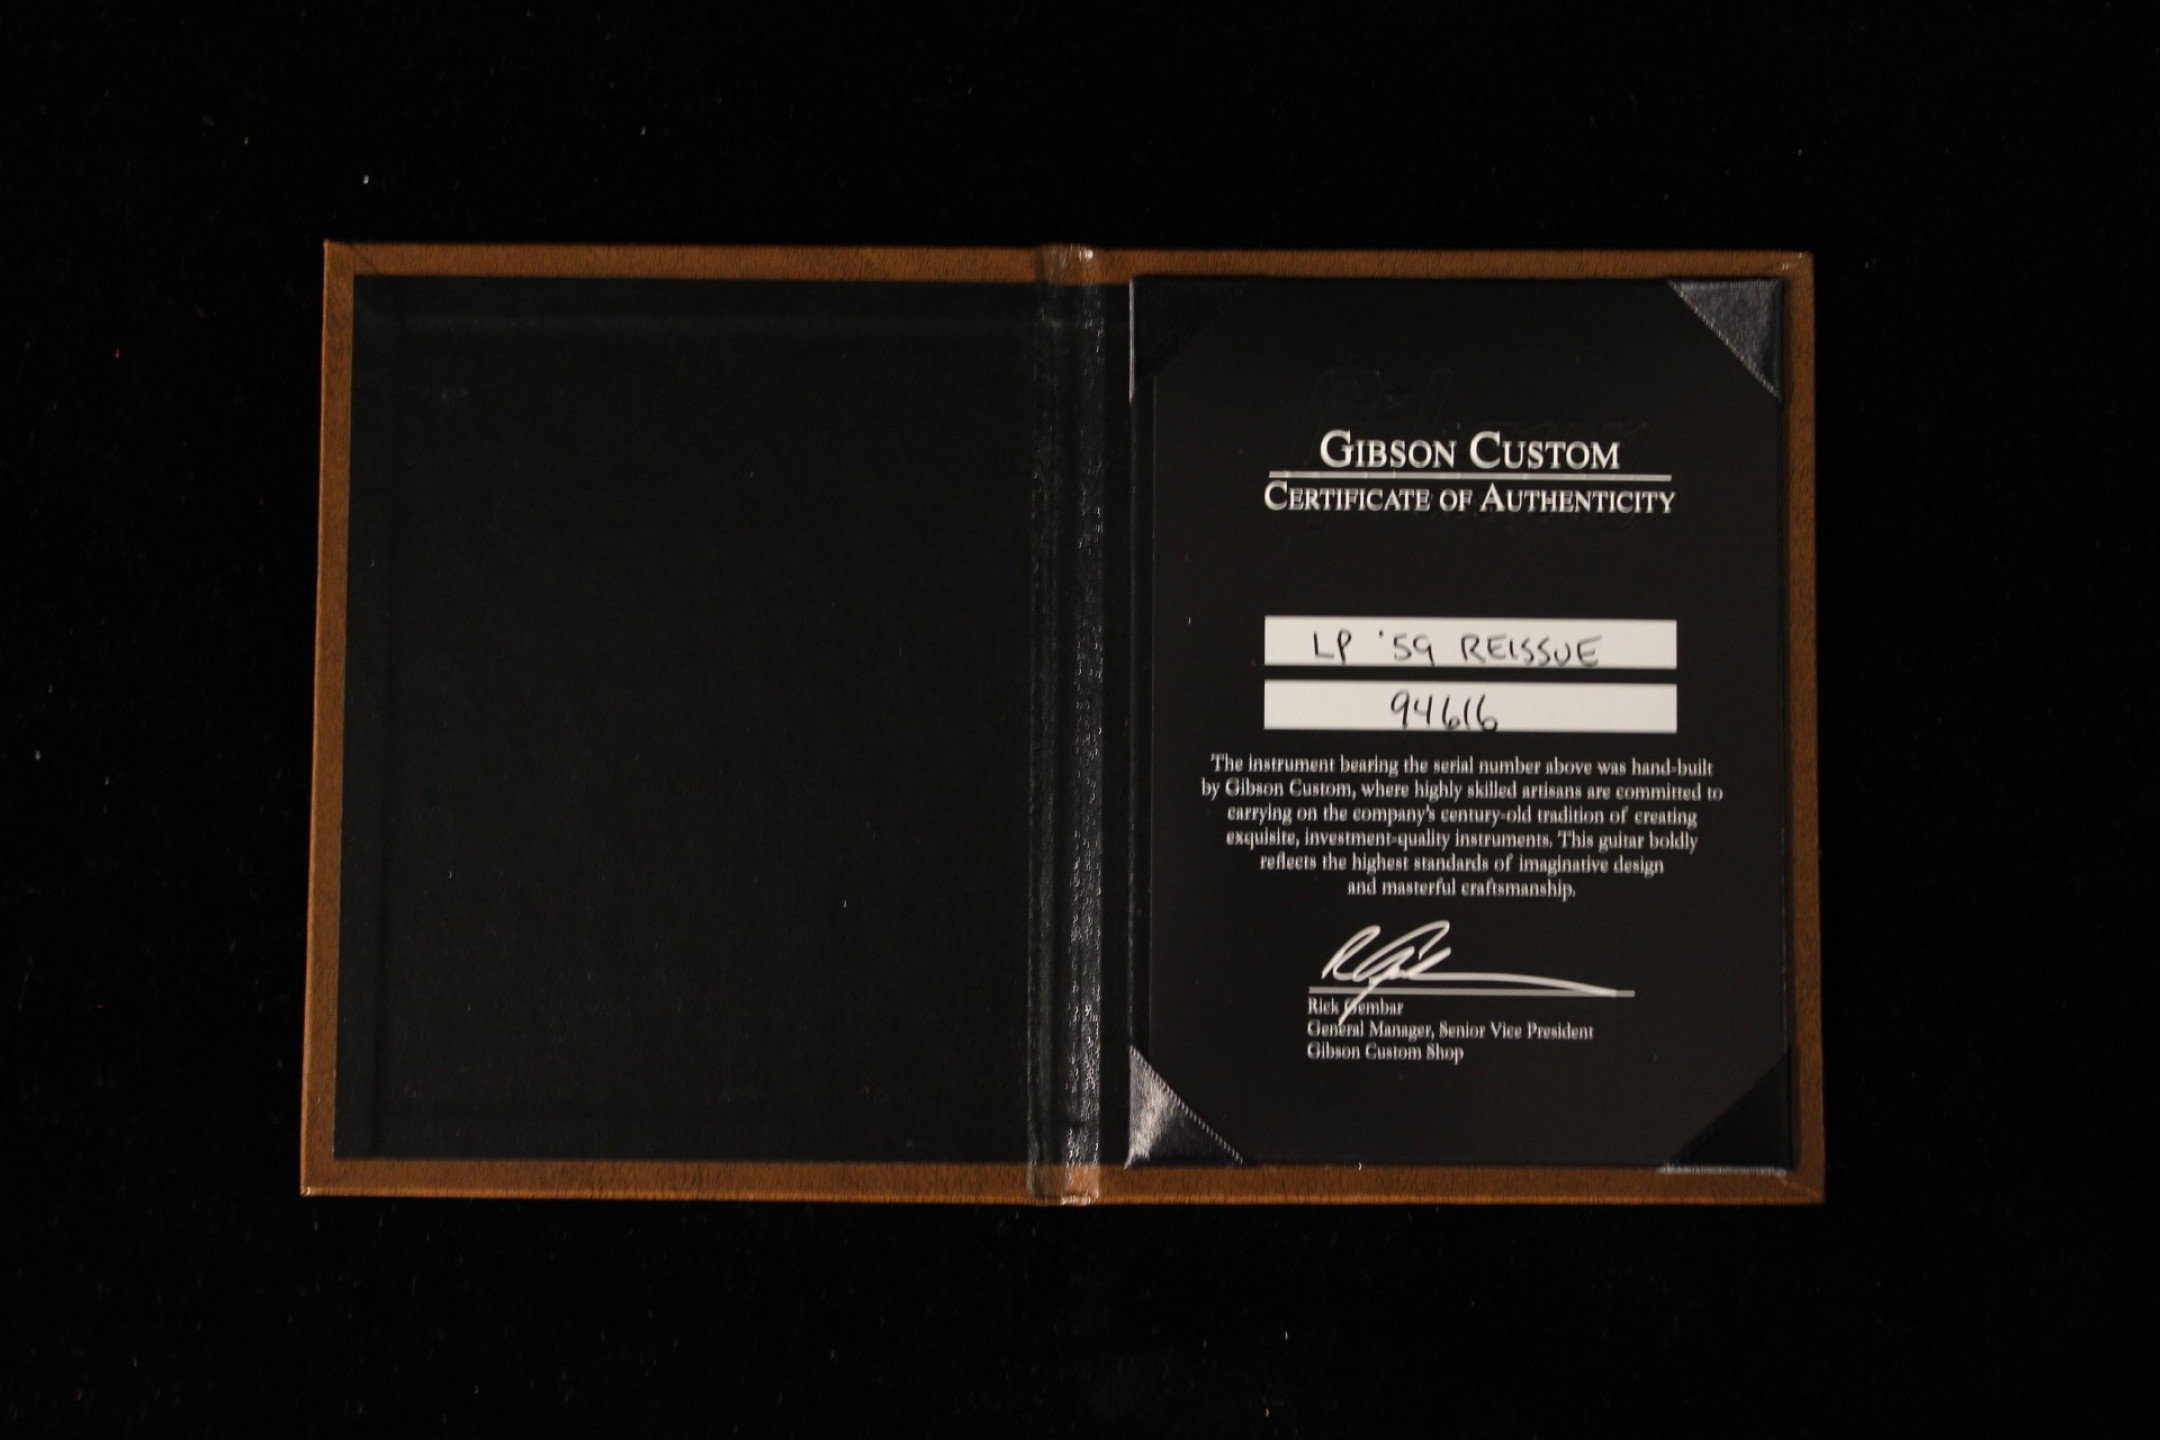 GIBSON CUSTOM
CERTIFICATE OF AUTHENTICITY
LP '59 REISSUE
94616
The instrument bearing the serial number above was hand-built
by Gibson Custom, where highly skilled artisans are committed to
carrying on the company's century-old tradition of creating
exquisite, investment-quality instruments. This guitar boldly
reflects the highest standards of imaginative design
and masterful craftsmanship.
Rick Gembar
General Manager, Senior Vice President
Gibson Custom Shop